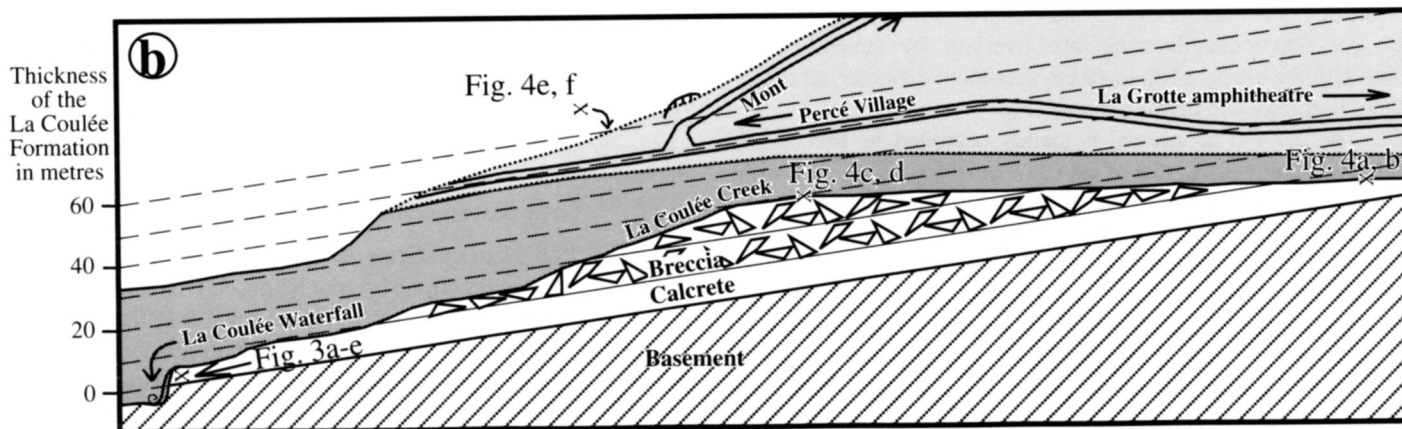 b
Thickness
of the
La Coulée
Formation
in metres
60
40
20
0
Fig. 4e, f
Mont
Percé Village
La Grotte amphitheatre
Fig. 4c, d
Fig. 4a, b
La Coulée Creek
Breccia
Calcrete
La Coulée Waterfall
Fig. 3a-e
Basement